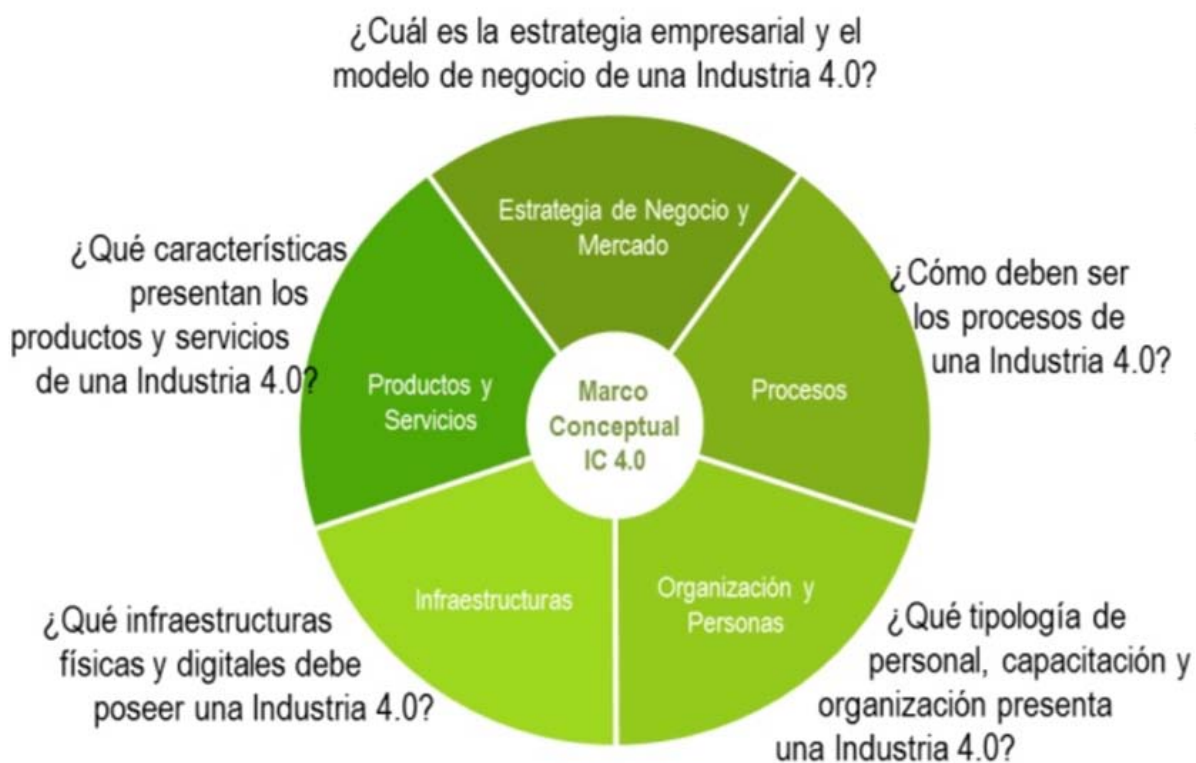 ¿Cuál es la estrategia empresarial y el
modelo de negocio de una Industria 4.0?
Estrategia de Negocio y
Mercado
¿Cómo deben ser
los procesos de
una Industria 4.0?
Procesos
¿Qué tipología de
personal, capacitación y
organización presenta
una Industria 4.0?
Organización y
Personas
¿Qué infraestructuras
físicas y digitales debe
poseer una Industria 4.0?
Infraestructuras
¿Qué caracterírsticas
presentan los
productos y servicios
de una Industria 4.0?
Productos y
Servicios
Marco
Conceptual
IC 4.0